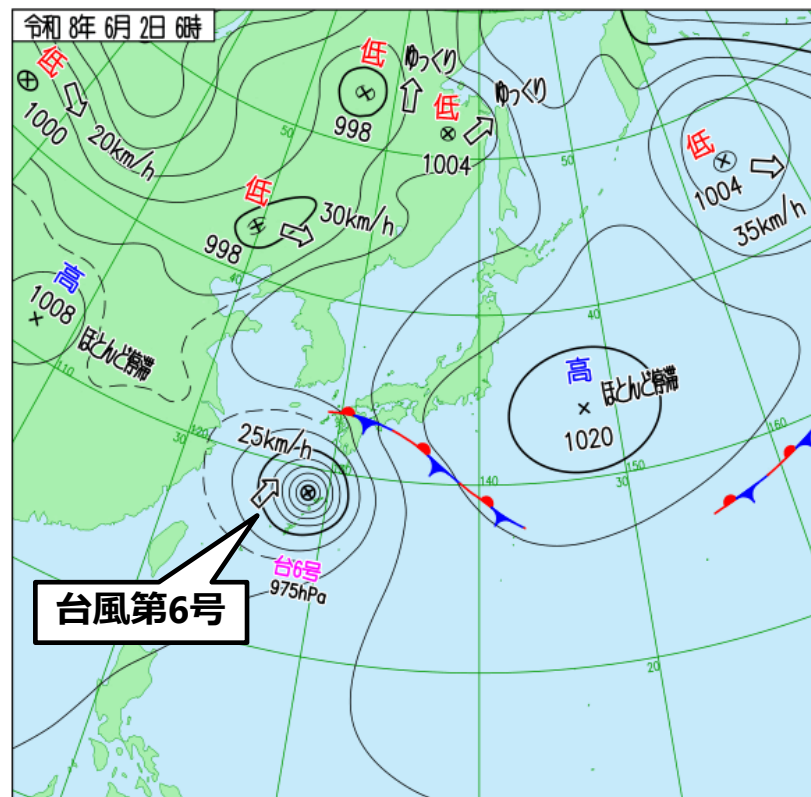 令和 8年 6月 2日 6時
低
ゆっくり
低
1000
20km/h
998
50
低
ゆっくり
1004
50
低
1004
35km/h
低
998
30km/h
40
高
1008
ほとんど停滞
110
40
高
ほとんど停滞
1020
160
30
120
25km/h
130
140
30
150
台6号
975hPa
台風第6号
20